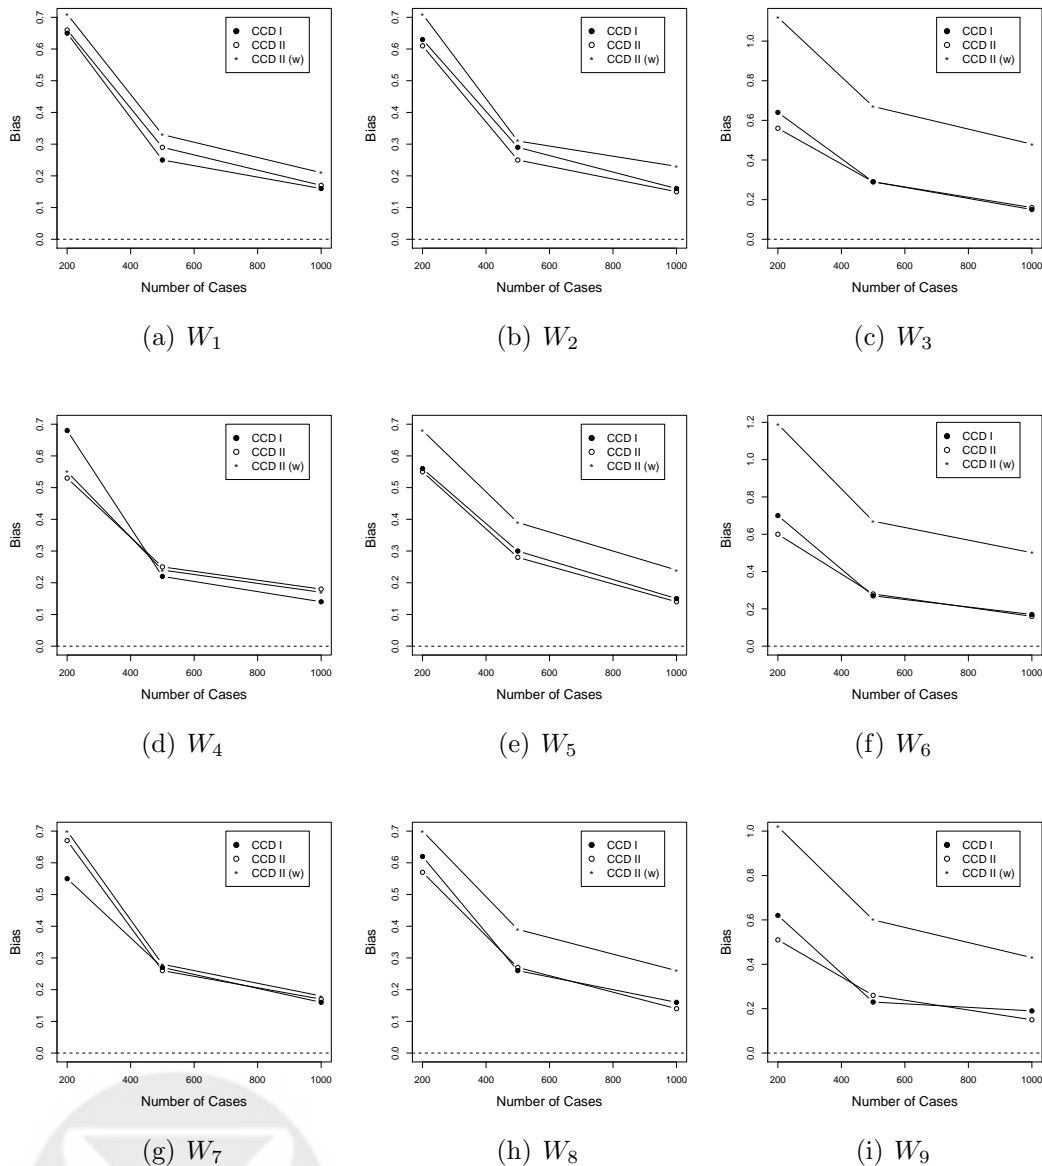 0.0 0.1 0.2 0.3 0.4 0.5 0.6 0.7
Bias
CCD I
CCD II
CCD II (w)
200 400 600 800 1000
Number of Cases
(a) W1
0.0 0.1 0.2 0.3 0.4 0.5 0.6 0.7
Bias
CCD I
CCD II
CCD II (w)
200 400 600 800 1000
Number of Cases
(b) W2
0.0 0.2 0.4 0.6 0.8 1.0
Bias
CCD I
CCD II
CCD II (w)
200 400 600 800 1000
Number of Cases
(c) W3
0.0 0.1 0.2 0.3 0.4 0.5 0.6 0.7
Bias
CCD I
CCD II
CCD II (w)
200 400 600 800 1000
Number of Cases
(d) W4
0.0 0.1 0.2 0.3 0.4 0.5 0.6 0.7
Bias
CCD I
CCD II
CCD II (w)
200 400 600 800 1000
Number of Cases
(e) W5
0.0 0.2 0.4 0.6 0.8 1.0 1.2
Bias
CCD I
CCD II
CCD II (w)
200 400 600 800 1000
Number of Cases
(f) W6
0.0 0.1 0.2 0.3 0.4 0.5 0.6 0.7
Bias
CCD I
CCD II
CCD II (w)
200 400 600 800 1000
Number of Cases
(g) W7
0.0 0.1 0.2 0.3 0.4 0.5 0.6 0.7
Bias
CCD I
CCD II
CCD II (w)
200 400 600 800 1000
Number of Cases
(h) W8
0.0 0.2 0.4 0.6 0.8 1.0
Bias
CCD I
CCD II
CCD II (w)
200 400 600 800 1000
Number of Cases
(i) W9